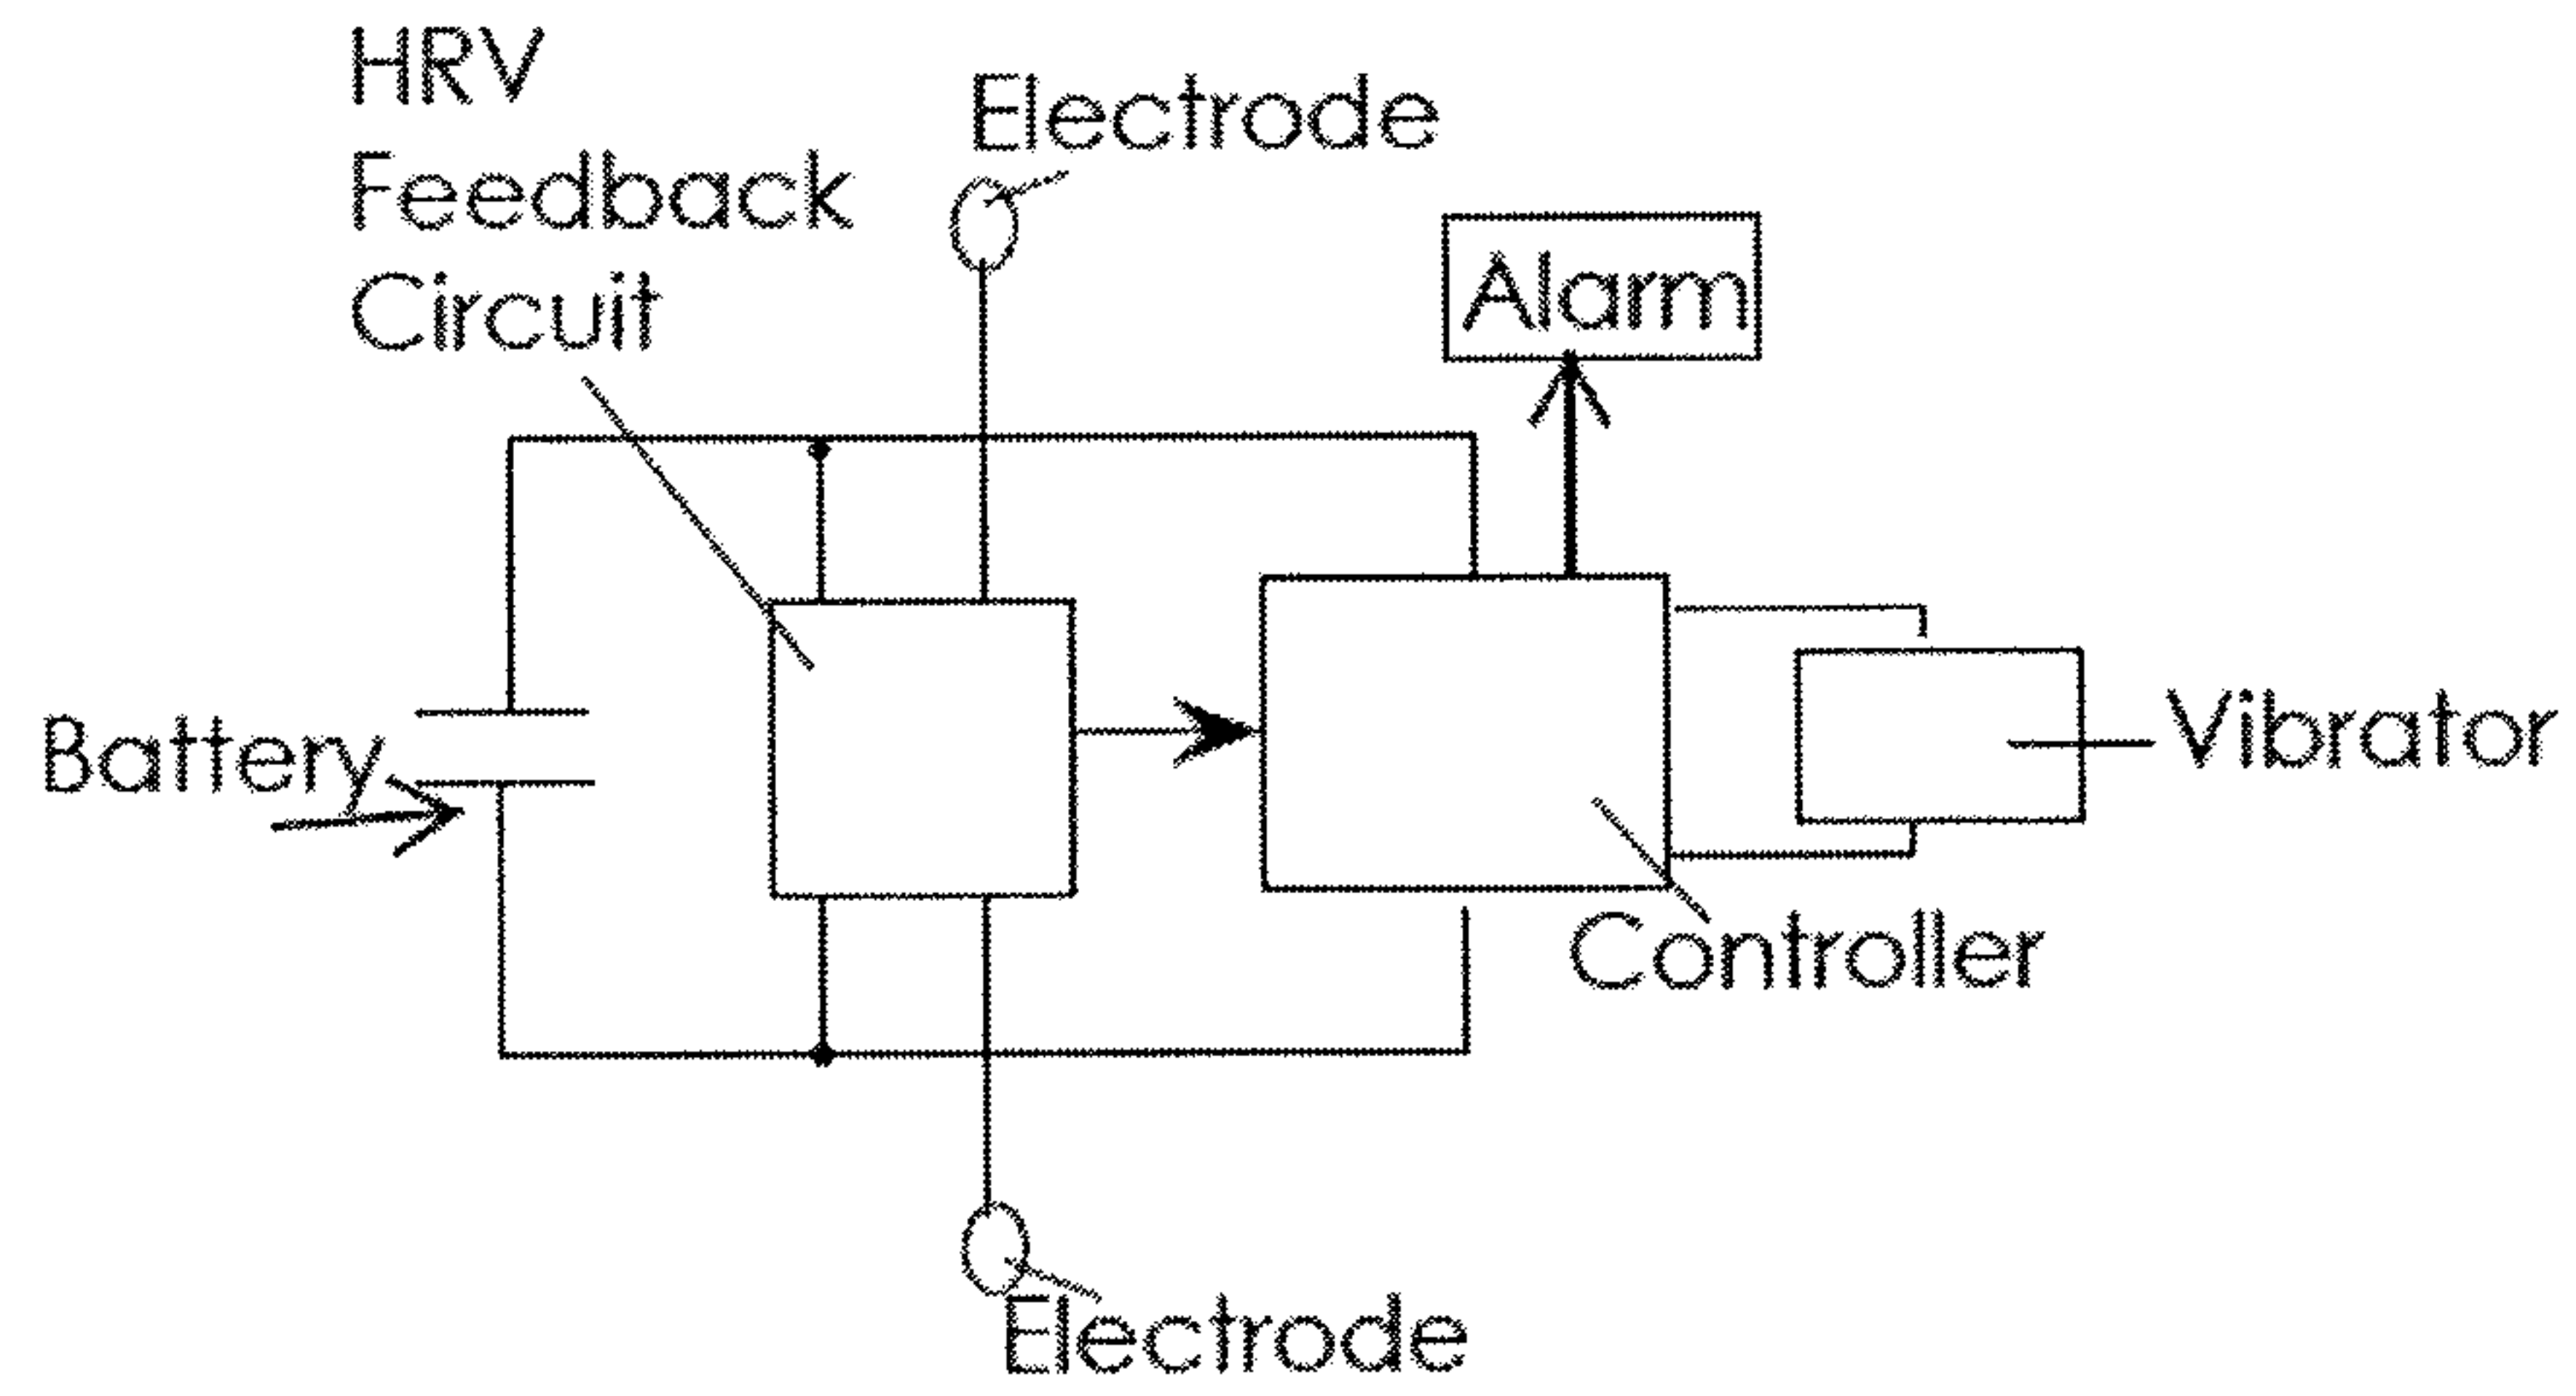 HRV
Feedback
Circuit
Electrode
Alarm
Battery
Vibrator
Controller
Electrode